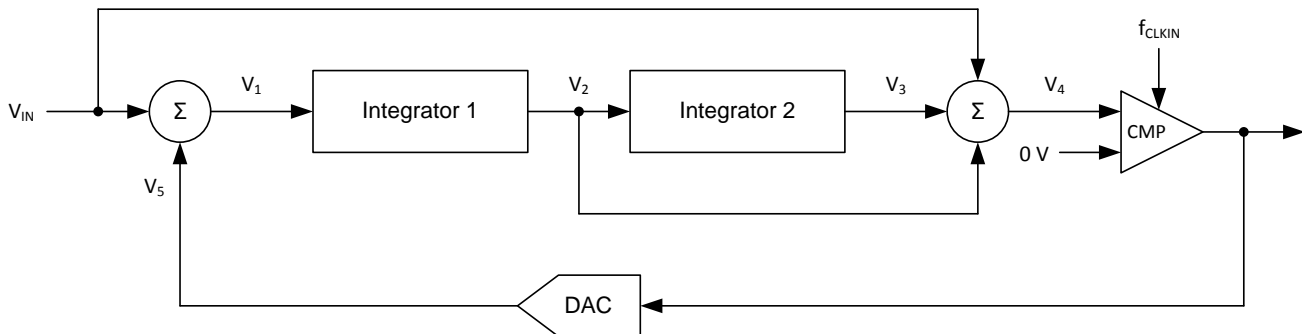 f_CLKIN
V_IN
Σ
V_1
Integrator 1
V_2
Integrator 2
V_3
Σ
V_4
CMP
0 V
V_5
DAC